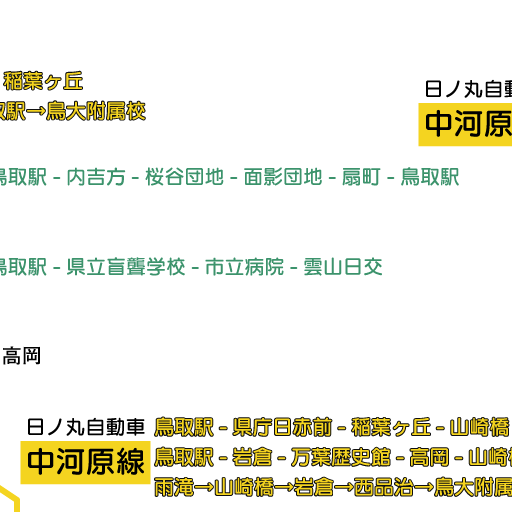 稲葉ヶ丘
取駅→鳥大附属校
日ノ丸自動
中河原
鳥取駅 - 内吉方 - 桜谷団地 - 面影団地 - 扇町 - 鳥取駅
鳥取駅 - 県立盲聾学校 - 市立病院 - 雲山日交
高岡
日ノ丸自動車
中河原線
鳥取駅 - 県庁日赤前 - 稲葉ヶ丘 - 山崎橋
鳥取駅 - 岩倉 - 万葉歴史館 - 高岡 - 山崎橋
雨滝→山崎橋→岩倉→西品治→鳥大附属